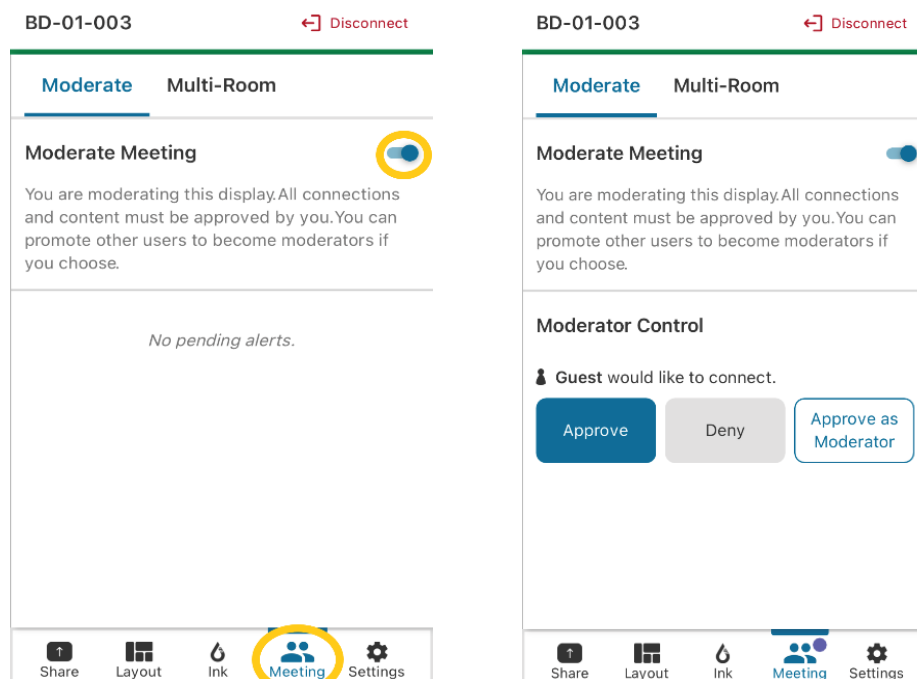 BD-01-003
Disconnect
Moderate Multi-Room
Moderate Meeting
You are moderating this display.All connections
and content must be approved by you.You can
promote other users to become moderators if
you choose.
No pending alerts.
Share Layout Ink Meeting Settings
BD-01-003
Disconnect
Moderate Multi-Room
Moderate Meeting
You are moderating this display.All connections
and content must be approved by you.You can
promote other users to become moderators if
you choose.
Moderator Control
Guest would like to connect.
Approve Deny Approve as
Moderator
Share Layout Ink Meeting Settings